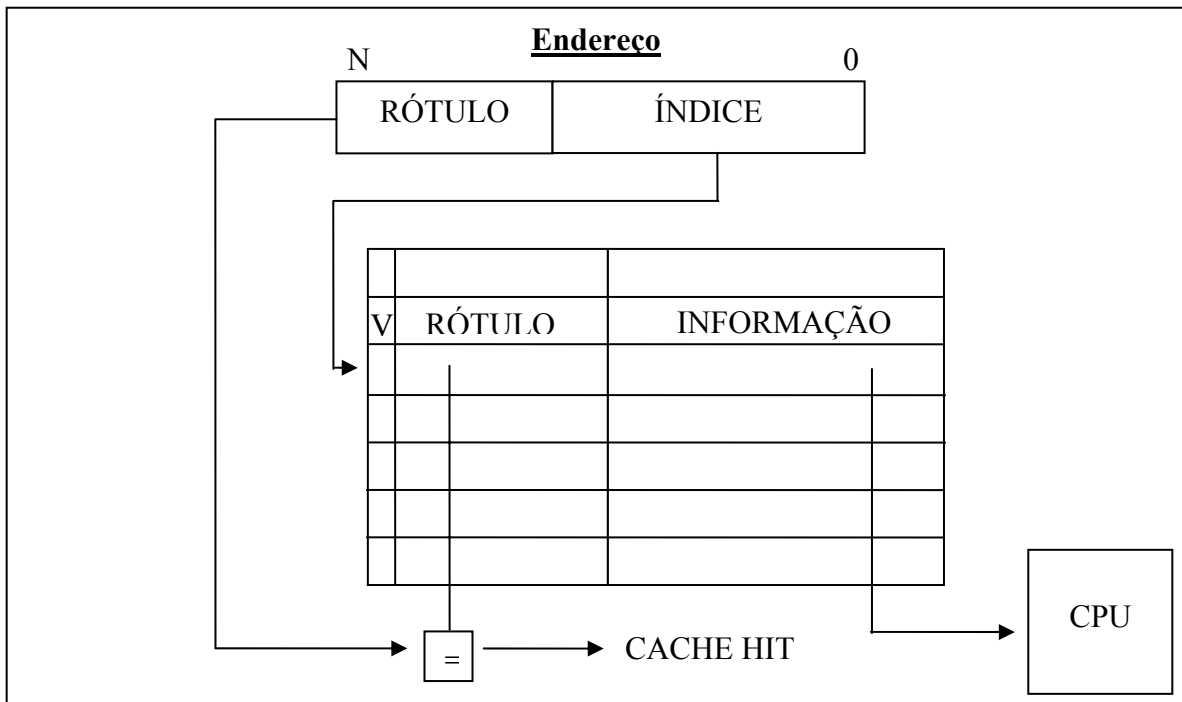 Endereço
N 0
RÓTULO ÍNDICE
V RÓTULO INFORMAÇÃO
CPU
= CACHE HIT